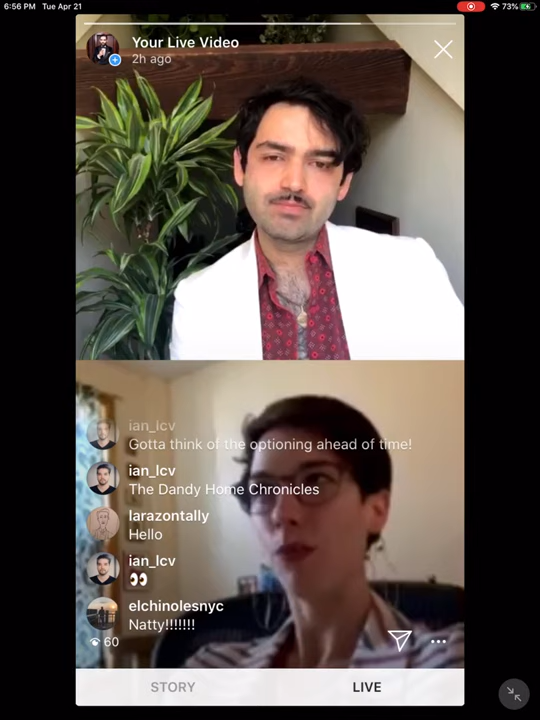 6:56 PM Tue Apr 21
73%
Your Live Video
2h ago
ian_lcv
Gotta think of the optioning ahead of time!
ian_lcv
The Dandy Home Chronicles
larazontally
Hello
ian_lcv
👀
elchinolesnyc
Natty!!!!!!!
60
STORY
LIVE